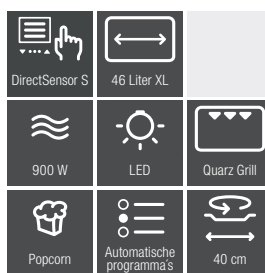 DirectSensor S
46 Liter XL
900 W
LED
Quarz Grill
Popcorn
Automatische
programma´s
40 cm